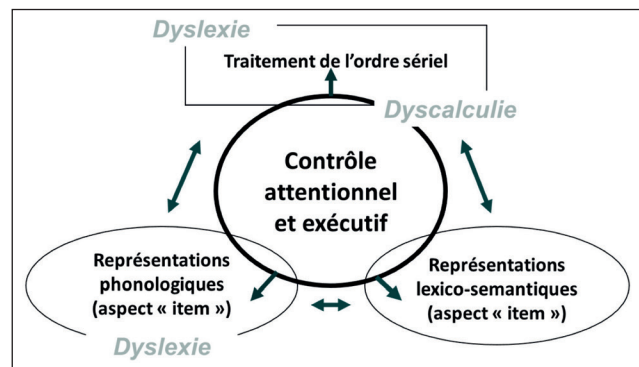 Dyslexie
Traitement de l’ordre sériel
Dyscalculie
Contrôle
attentionnel
et exécutif
Représentations
phonologiques
(aspect « item »)
Dyslexie
Représentations
lexico-semantiques
(aspect « item »)